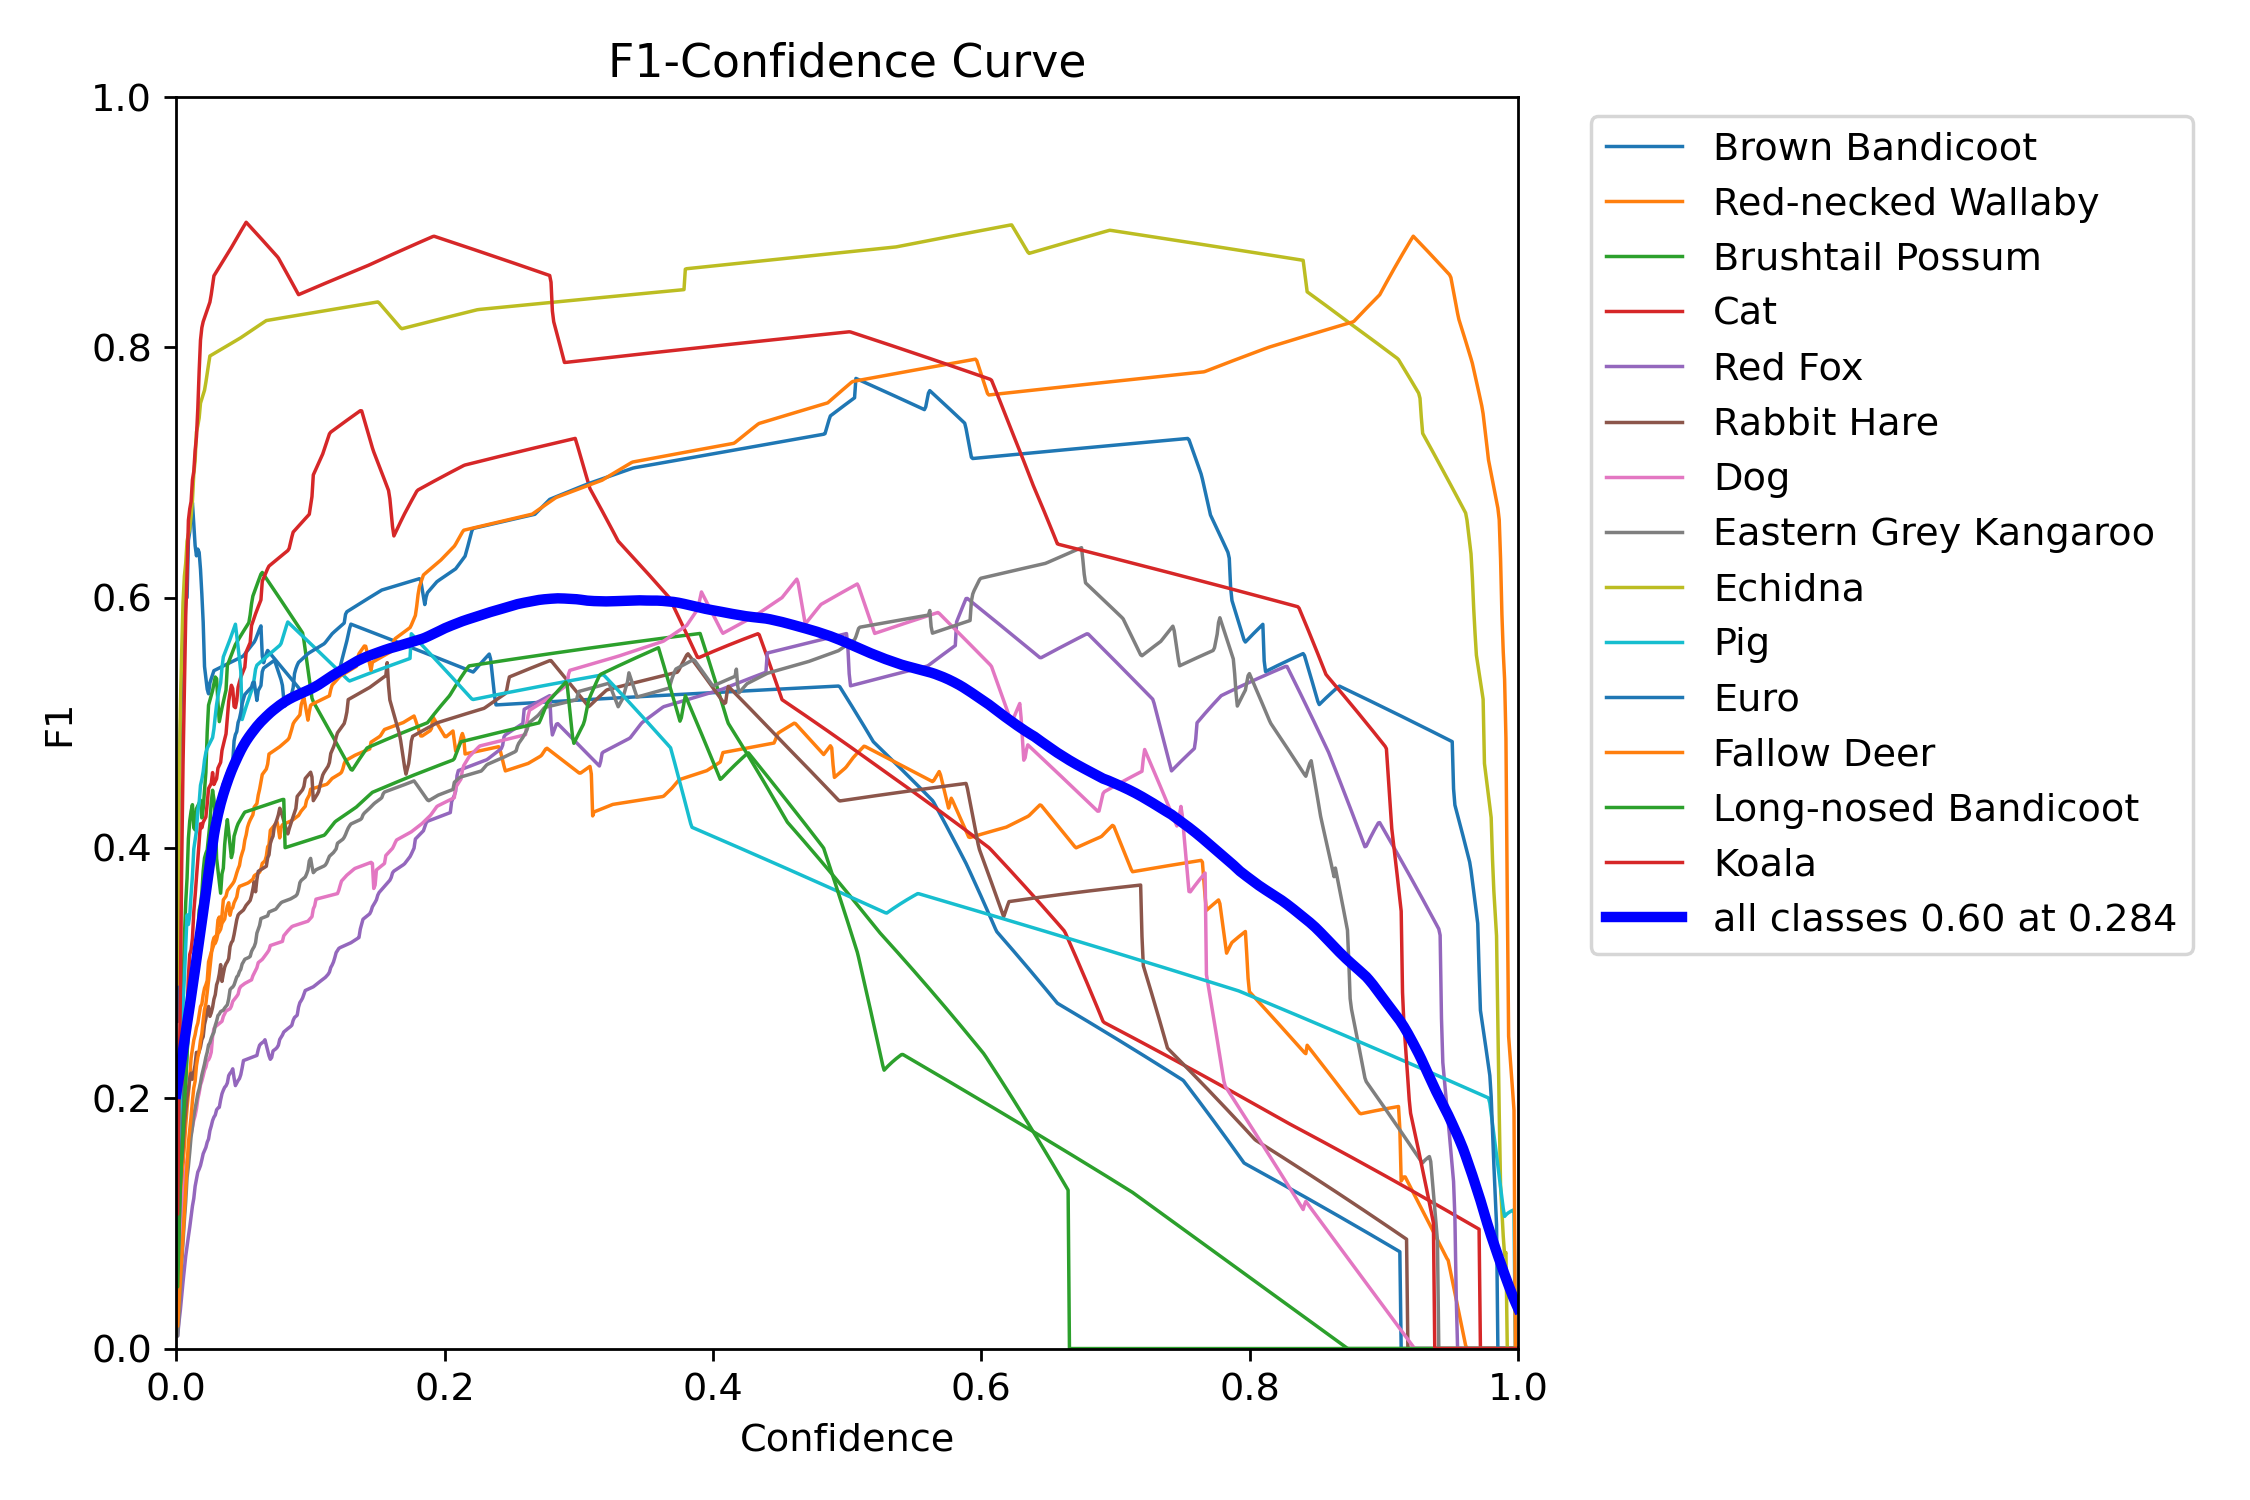 F1-Confidence Curve
1.0
0.8
0.6
0.4
0.2
0.0
F1
0.0 0.2 0.4 0.6 0.8 1.0
Confidence
Brown Bandicoot
Red-necked Wallaby
Brushtail Possum
Cat
Red Fox
Rabbit Hare
Dog
Eastern Grey Kangaroo
Echidna
Pig
Euro
Fallow Deer
Long-nosed Bandicoot
Koala
all classes 0.60 at 0.284